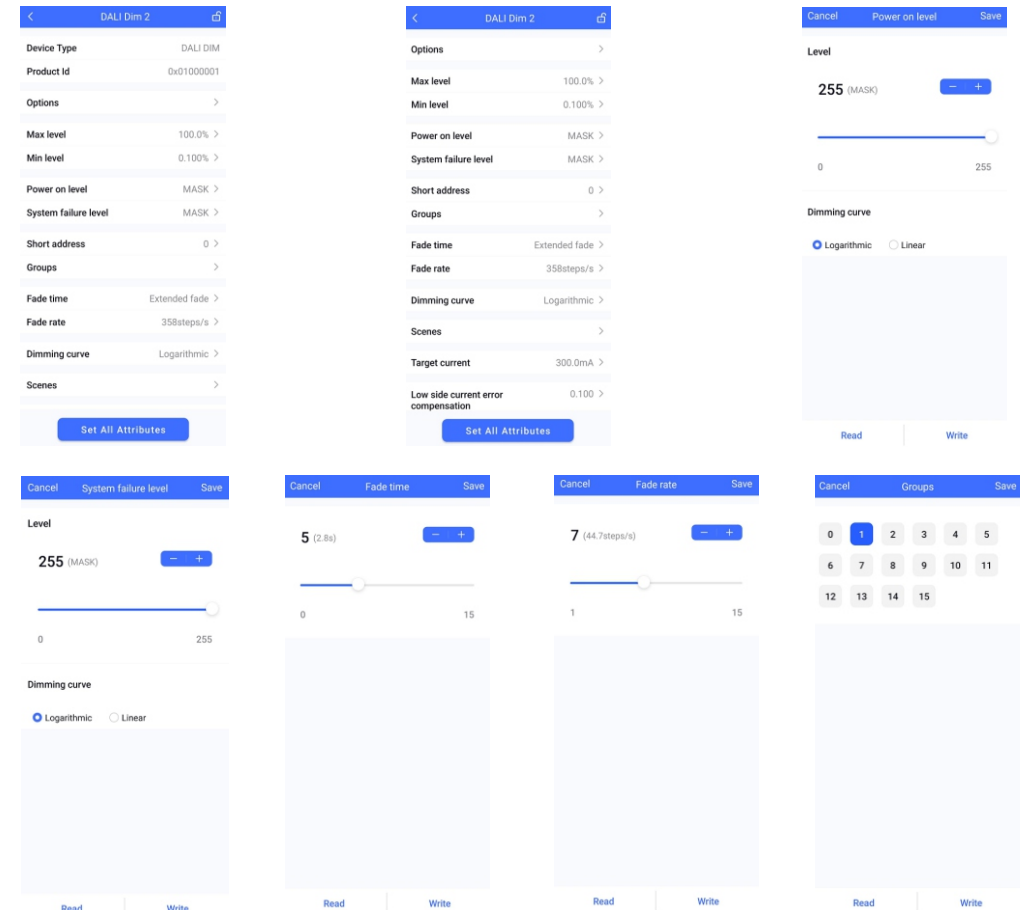 DALI Dim 2
Device Type DALI DIM
Product Id 0x01000001
Options
Max level 100.0%
Min level 0.100%
Power on level MASK
System failure level MASK
Short address 0
Groups
Fade time Extended fade
Fade rate 358steps/s
Dimming curve Logarithmic
Scenes
Set All Attributes
DALI Dim 2
Options
Max level 100.0%
Min level 0.100%
Power on level MASK
System failure level MASK
Short address 0
Groups
Fade time Extended fade
Fade rate 358steps/s
Dimming curve Logarithmic
Scenes
Target current 300.0mA
Low side current error 0.100
compensation
Set All Attributes
Cancel Power on level Save
Level
255 (MASK) - +
0 255
Dimming curve
Logarithmic Linear
Read Write
Cancel System failure level Save
Level
255 (MASK) - +
0 255
Dimming curve
Logarithmic Linear
Read Write
Cancel Fade time Save
5 (2.8s) - +
0 15
Read Write
Cancel Fade rate Save
7 (44.7steps/s) - +
1 15
Read Write
Cancel Groups Save
0 1 2 3 4 5
6 7 8 9 10 11
12 13 14 15
Read Write